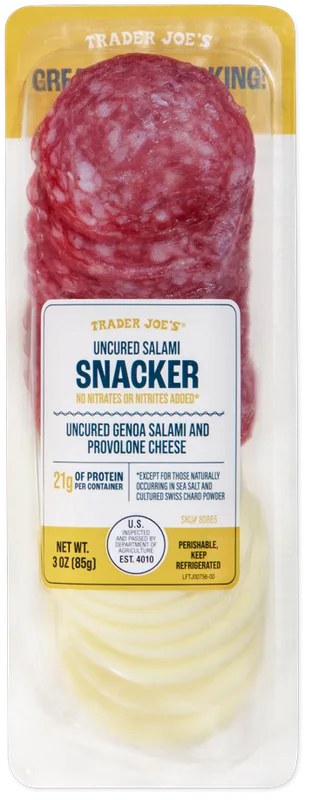 TRADER JOE'S
TRADER JOE'S®
UNCURED SALAMI
SNACKER
NO NITRATES OR NITRITES ADDED*
UNCURED GENOA SALAMI AND
PROVOLONE CHEESE
21g OF PROTEIN
PER CONTAINER
*EXCEPT FOR THOSE NATURALLY
OCCURRING IN SEA SALT AND
CULTURED SWISS CHARD POWDER
SKU# 80865
U.S.
INSPECTED
AND PASSED BY
DEPARTMENT OF
AGRICULTURE
EST. 4010
NET WT.
3 OZ (85g)
PERISHABLE,
KEEP
REFRIGERATED
LFTJ00756-00